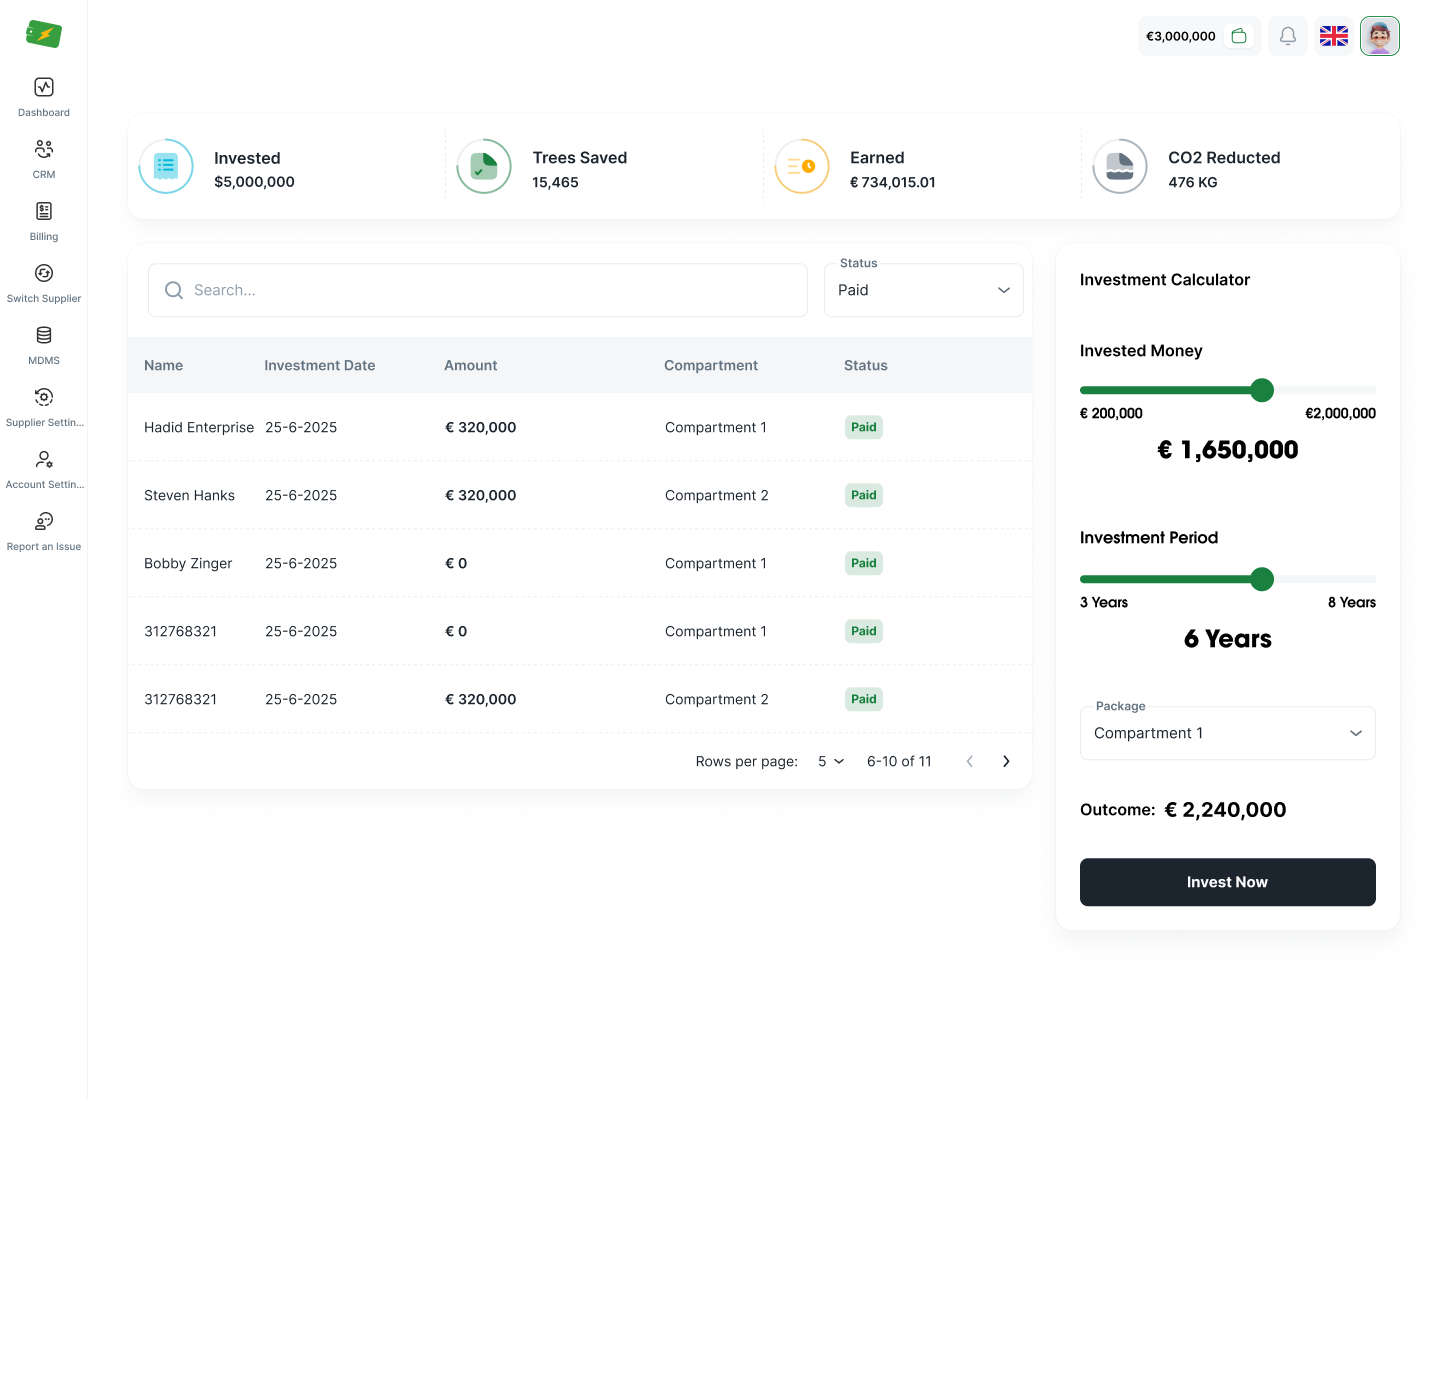 €3,000,000
Dashboard
CRM
Billing
Switch Supplier
MDMS
Supplier Settin...
Account Settin...
Report an Issue
Invested
$5,000,000
Trees Saved
15,465
Earned
€ 734,015.01
CO2 Reducted
476 KG
Search...
Status
Paid
Name Investment Date Amount Compartment Status
Hadid Enterprise 25-6-2025 € 320,000 Compartment 1 Paid
Steven Hanks 25-6-2025 € 320,000 Compartment 2 Paid
Bobby Zinger 25-6-2025 € 0 Compartment 1 Paid
312768321 25-6-2025 € 0 Compartment 1 Paid
312768321 25-6-2025 € 320,000 Compartment 2 Paid
Rows per page: 5 6-10 of 11
Investment Calculator
Invested Money
€ 200,000 €2,000,000
€ 1,650,000
Investment Period
3 Years 8 Years
6 Years
Package
Compartment 1
Outcome: € 2,240,000
Invest Now